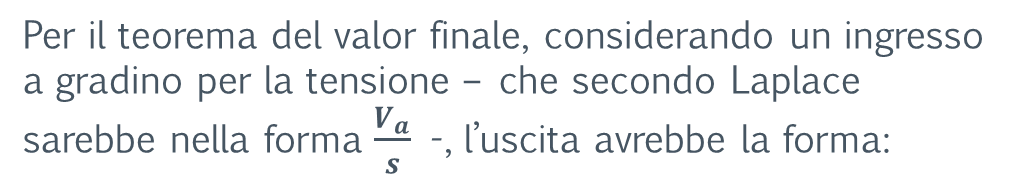 Per il teorema del valor finale, considerando un ingresso
a gradino per la tensione – che secondo Laplace
sarebbe nella forma \frac{V_a}{s} -, l'uscita avrebbe la forma: